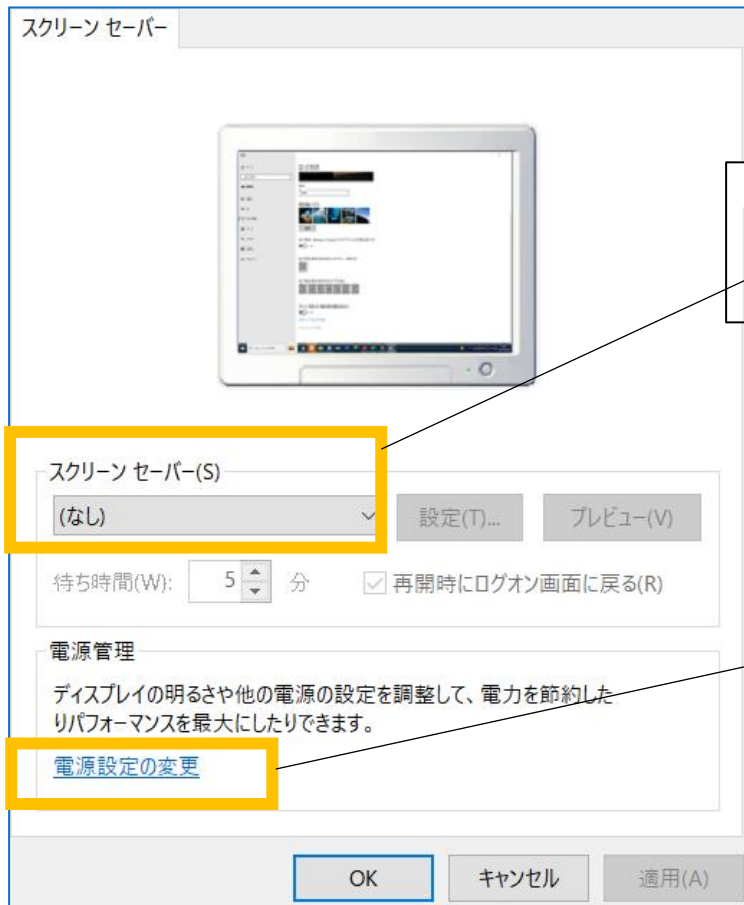 スクリーン セーバー
スクリーン セーバー(S)
(なし) 設定(T)... プレビュー(V)
待ち時間(W): 5 分 再開時にログオン画面に戻る(R)
電源管理
ディスプレイの明るさや他の電源の設定を調整して、電力を節約した
りパフォーマンスを最大にしたりできます。
電源設定の変更
OK キャンセル 適用(A)